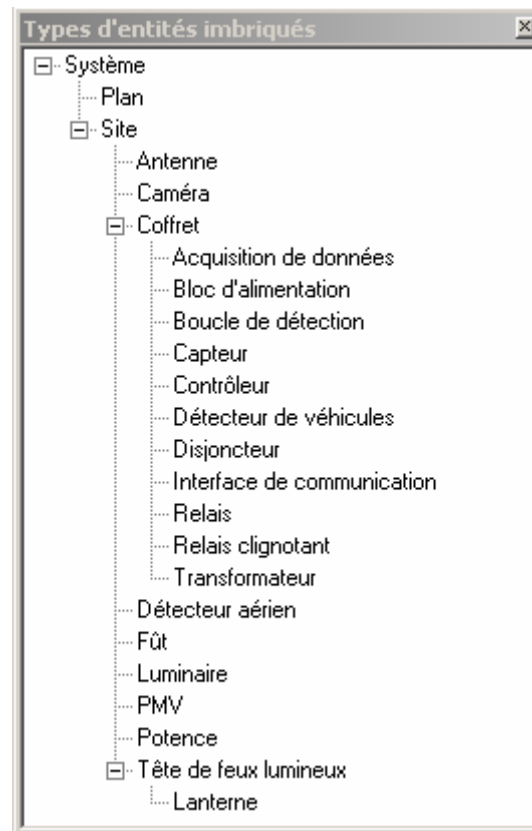 Types d'entités imbriqués
Système
Plan
Site
Antenne
Caméra
Coffret
Acquisition de données
Bloc d'alimentation
Boucle de détection
Capteur
Contrôleur
Détecteur de véhicules
Disjoncteur
Interface de communication
Relais
Relais clignotant
Transformateur
Détecteur aérien
Fût
Luminaire
PMV
Potence
Tête de feux lumineux
Lanterne